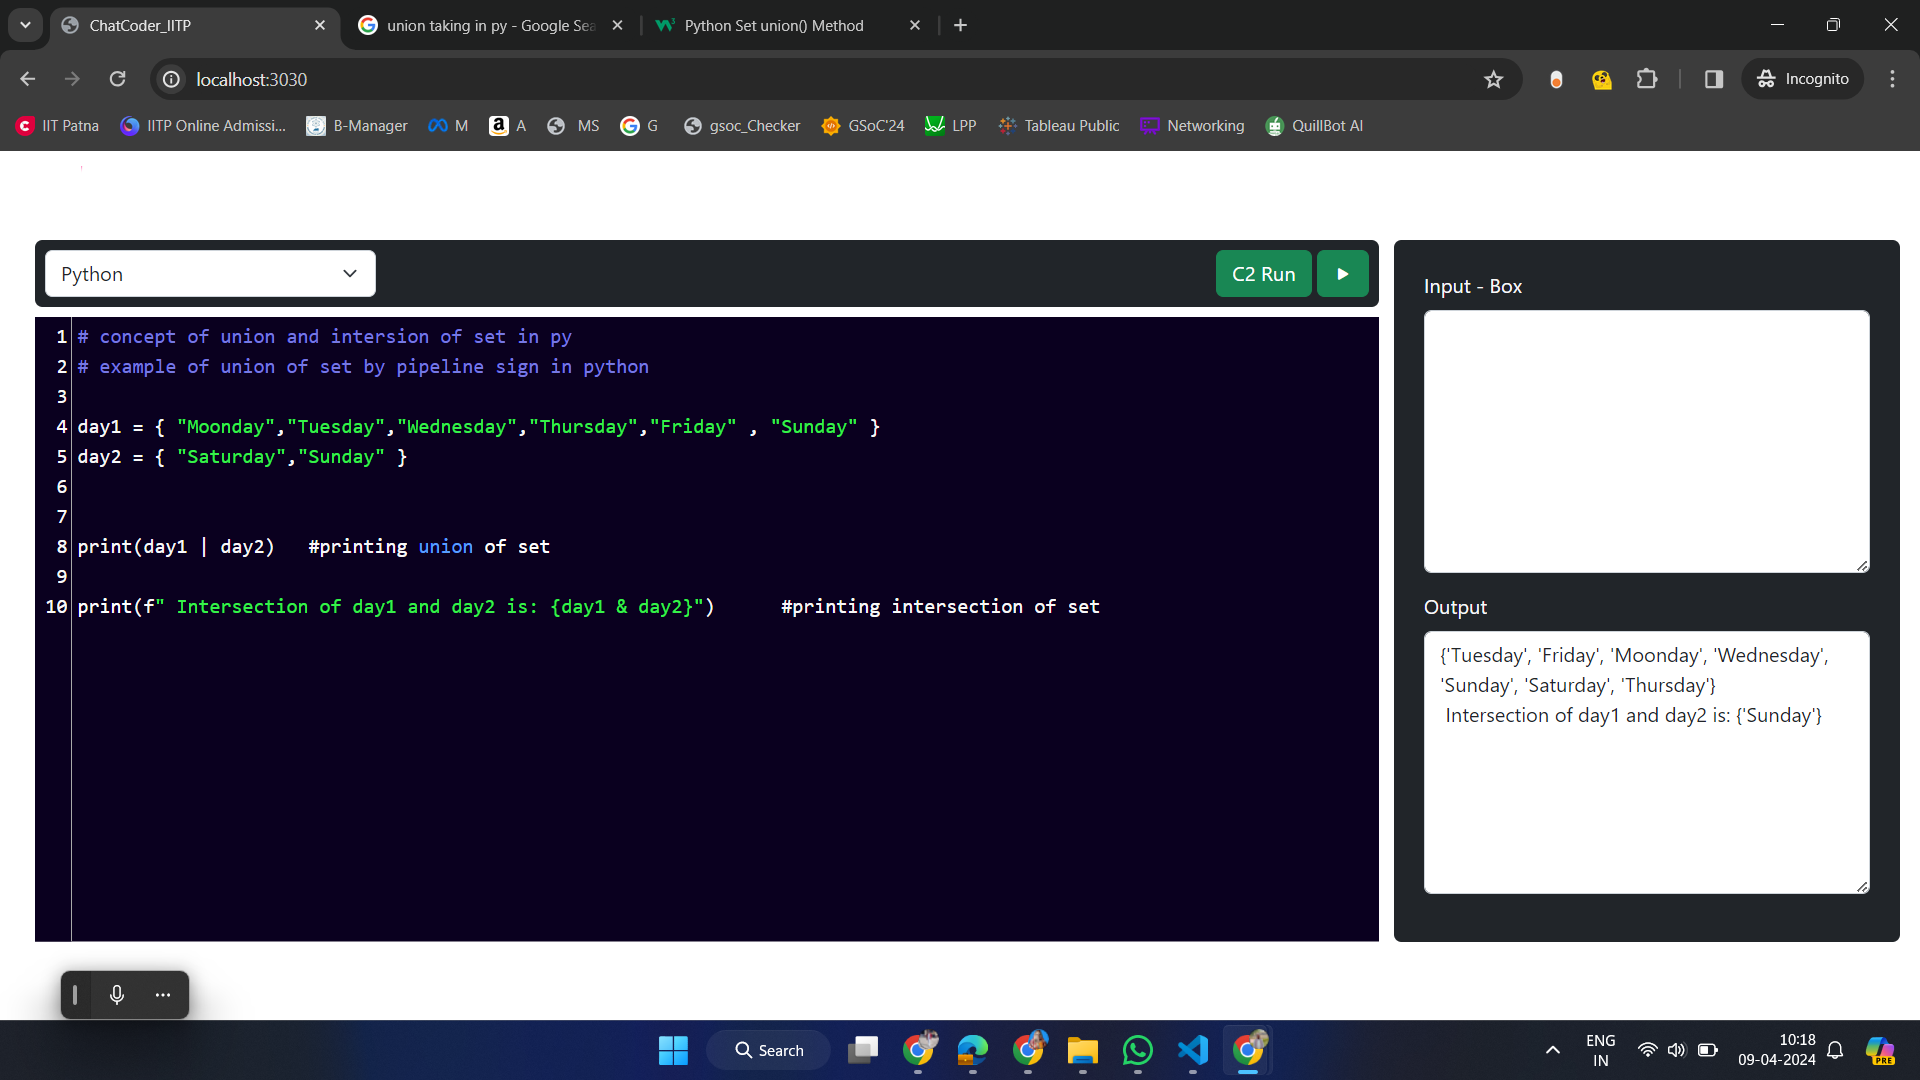 ChatCoder_IITP
union taking in py - Google Sea
Python Set union() Method
localhost:3030
Incognito
IIT Patna
IITP Online Admissi...
B-Manager
M
A
MS
G
gsoc_Checker
GSoC'24
LPP
Tableau Public
Networking
QuillBot AI
Python
C2 Run
1 # concept of union and intersion of set in py
2 # example of union of set by pipeline sign in python
3
4 day1 = { "Moonday","Tuesday","Wednesday","Thursday","Friday" , "Sunday" }
5 day2 = { "Saturday","Sunday" }
6
7
8 print(day1 | day2)   #printing union of set
9
10 print(f" Intersection of day1 and day2 is: {day1 & day2}")      #printing intersection of set
Input - Box
Output
{'Tuesday', 'Friday', 'Moonday', 'Wednesday',
'Sunday', 'Saturday', 'Thursday'}
Intersection of day1 and day2 is: {'Sunday'}
Search
ENG
IN
10:18
09-04-2024
PRE